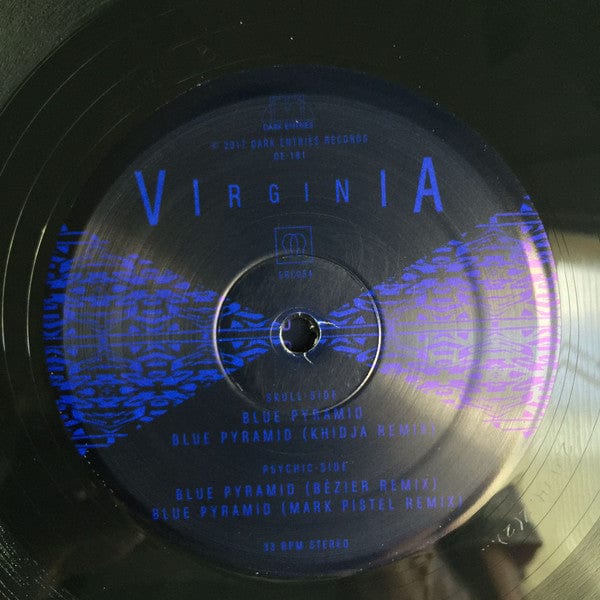 DARK ENTRIES
© 2017 DARK ENTRIES RECORDS
DE-181
VIRGINIA
SKULL-SIDE
BLUE PYRAMID
BLUE PYRAMID (KHIDJA REMIX)
PSYCHIC-SIDE
BLUE PYRAMID (BÉZIER REMIX)
BLUE PYRAMID (MARK PISTEL REMIX)
33 RPM STEREO